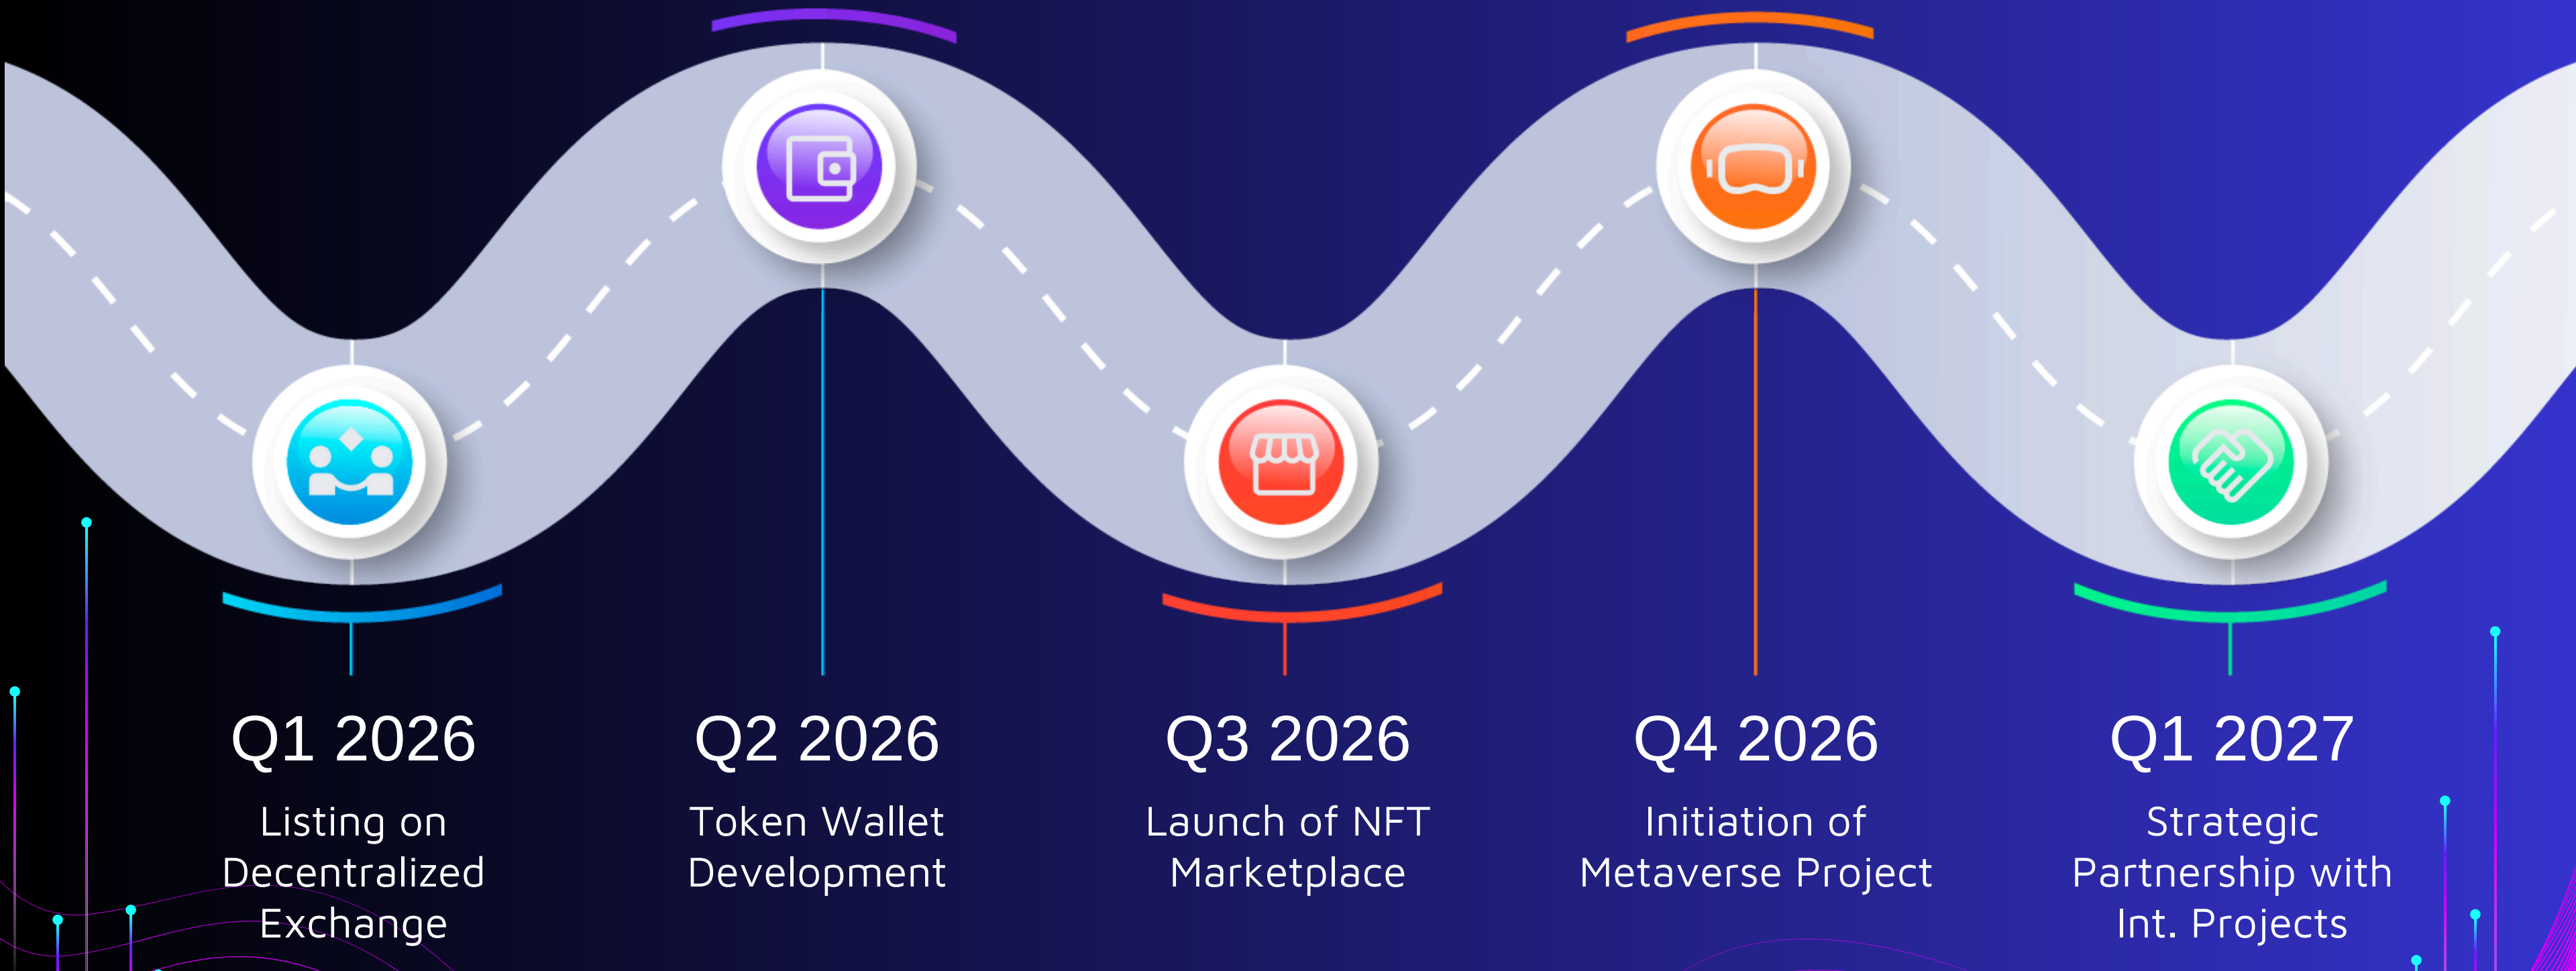 Q1 2026
Listing on
Decentralized
Exchange
Q2 2026
Token Wallet
Development
Q3 2026
Launch of NFT
Marketplace
Q4 2026
Initiation of
Metaverse Project
Q1 2027
Strategic
Partnership with
Int. Projects